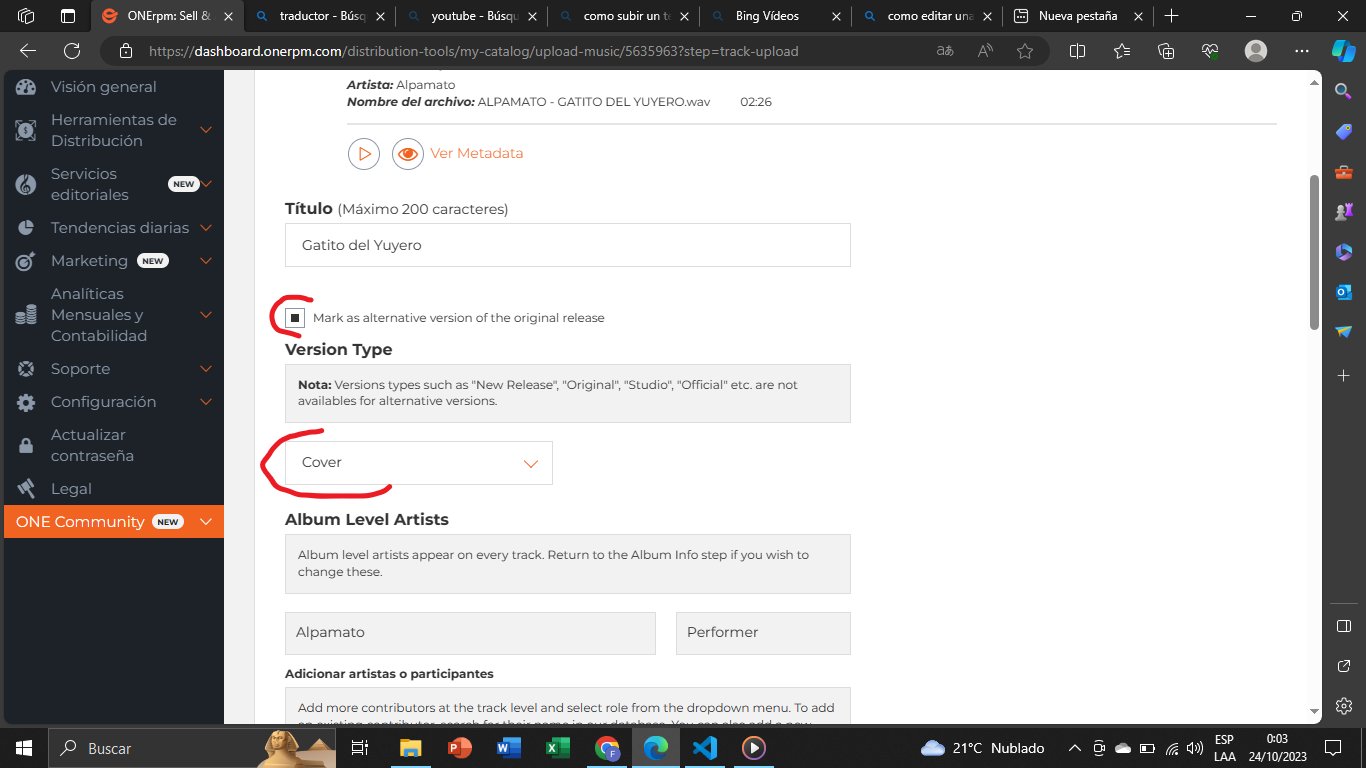 ONErpm: Sell &
traductor - Búsq
youtube - Búsqu
como subir un te
Bing Vídeos
como editar una
Nueva pestaña
https://dashboard.onerpm.com/distribution-tools/my-catalog/upload-music/5635963?step=track-upload
Visión general
Herramientas de
Distribución
Servicios
editoriales
NEW
Tendencias diarias
Marketing
NEW
Analíticas
Mensuales y
Contabilidad
Soporte
Configuración
Actualizar
contraseña
Legal
ONE Community
NEW
Artista: Alpamato
Nombre del archivo: ALPAMATO - GATITO DEL YUYERO.wav 02:26
Ver Metadata
Título (Máximo 200 caracteres)
Gatito del Yuyero
Mark as alternative version of the original release
Version Type
Nota: Versions types such as "New Release", "Original", "Studio", "Official" etc. are not
availables for alternative versions.
Cover
Album Level Artists
Album level artists appear on every track. Return to the Album Info step if you wish to
change these.
Alpamato
Performer
Adicionar artistas o participantes
Add more contributors at the track level and select role from the dropdown menu. To add
Buscar
21°C Nublado
ESP
LAA
0:03
24/10/2023